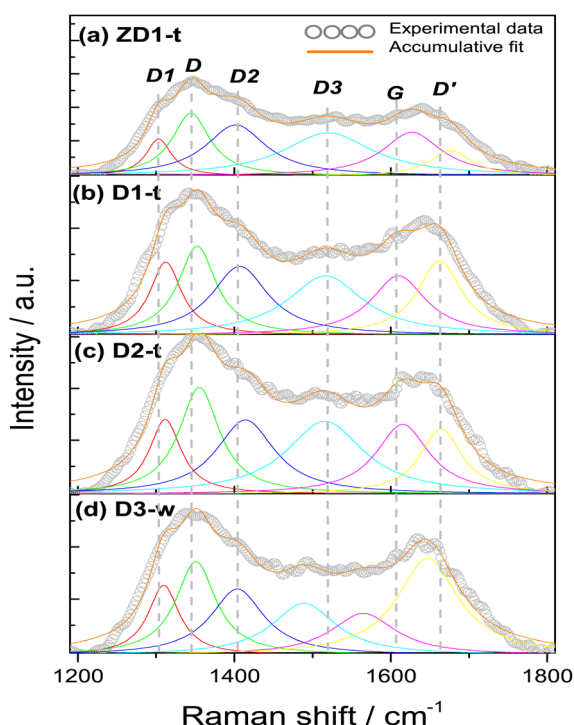 (a) ZD1-t
Experimental data
Accumulative fit
D1 D D2 D3 G D'
(b) D1-t
(c) D2-t
(d) D3-w
Intensity / a.u.
1200 1400 1600 1800
Raman shift / cm⁻¹